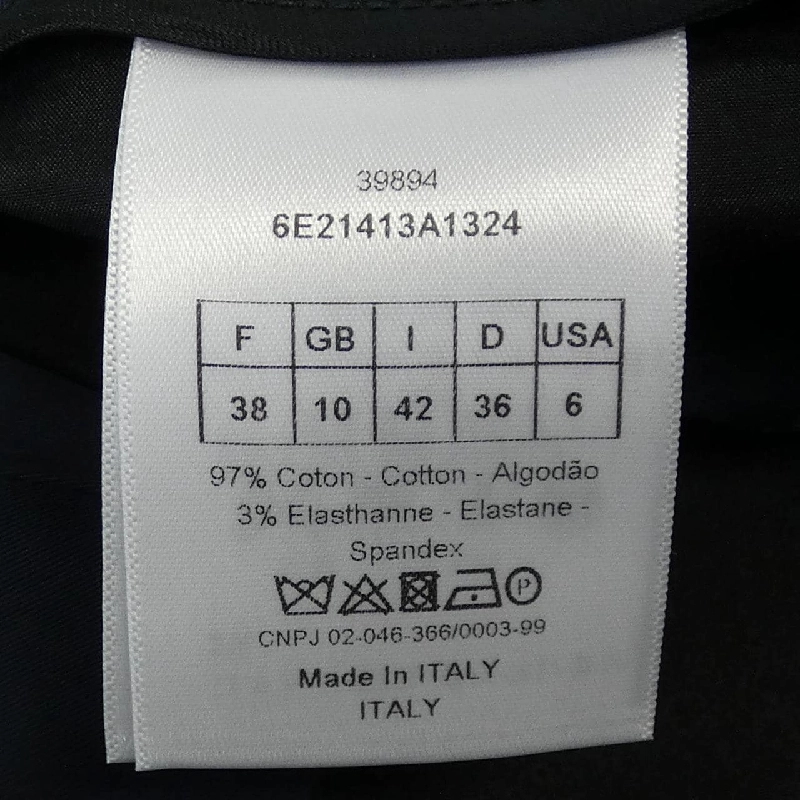 39894
6E21413A1324
F GB I D USA
38 10 42 36 6
97% Coton - Cotton - Algodão
3% Elasthanne - Elastane -
Spandex
P
CNPJ 02-046-366/0003-99
Made In ITALY
ITALY